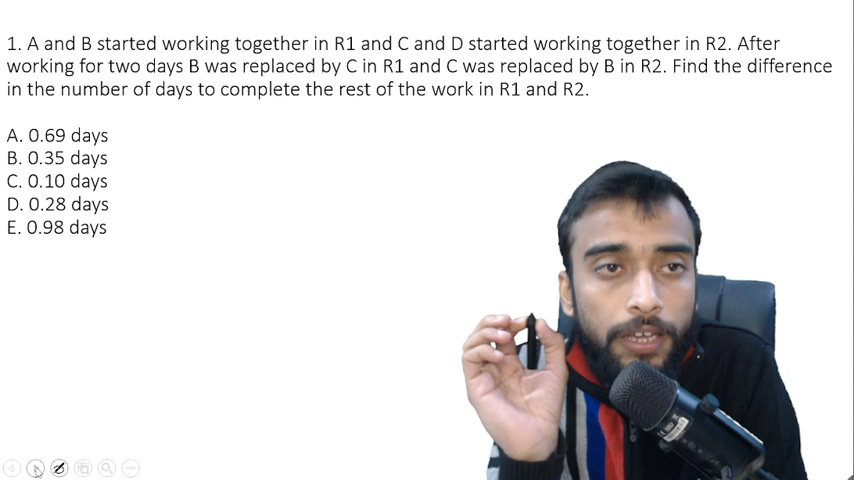 1. A and B started working together in R1 and C and D started working together in R2. After
working for two days B was replaced by C in R1 and C was replaced by B in R2. Find the difference
in the number of days to complete the rest of the work in R1 and R2.
A. 0.69 days
B. 0.35 days
C. 0.10 days
D. 0.28 days
E. 0.98 days